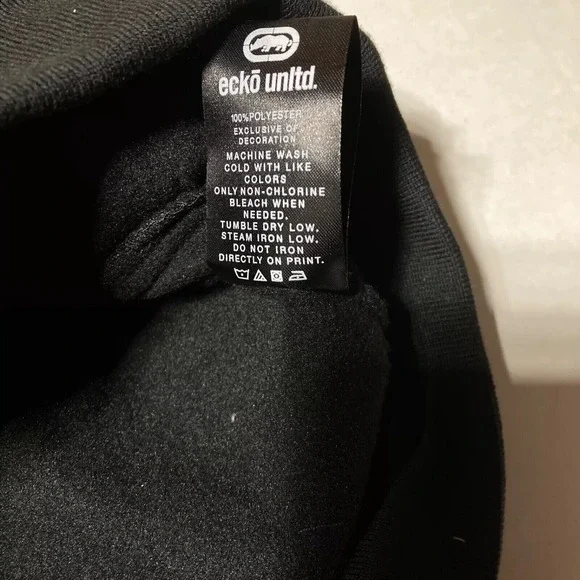 eckō unltd.
100%POLYESTER
EXCLUSIVE OF
DECORATION
MACHINE WASH
COLD WITH LIKE
COLORS
ONLY NON-CHLORINE
BLEACH WHEN
NEEDED.
TUMBLE DRY LOW.
STEAM IRON LOW.
DO NOT IRON
DIRECTLY ON PRINT.